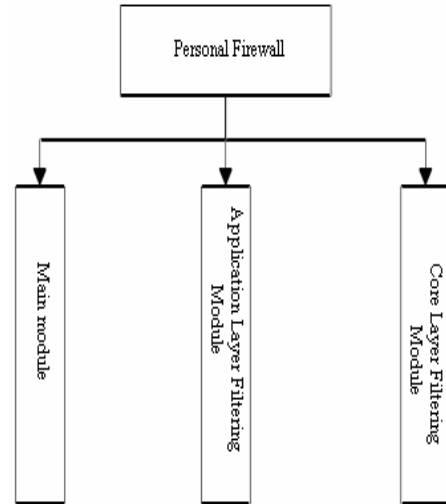 Personal Firewall
Main module
Application Layer Filtering
Module
Core Layer Filtering
Module